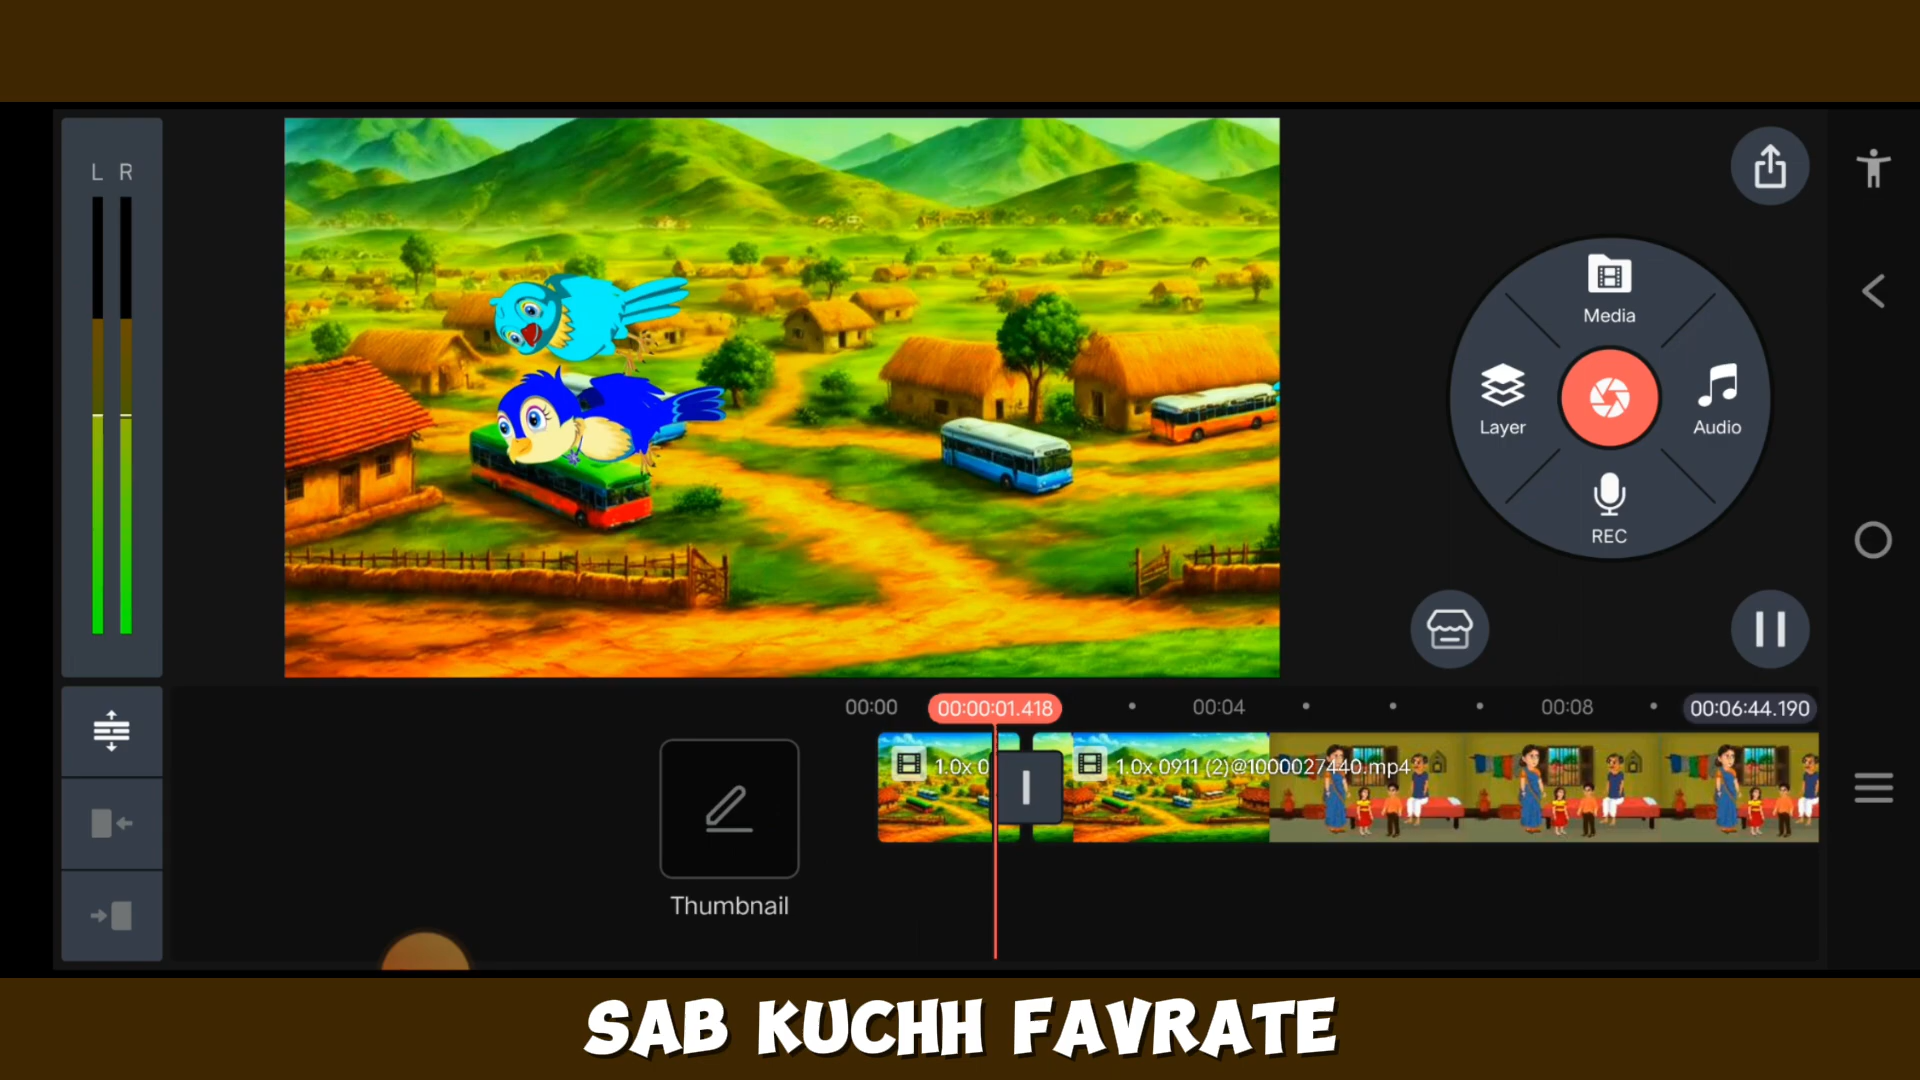 L R
Media
Layer
Audio
REC
00:00
00:00:01.418
00:04
00:08
00:06:44.190
1.0x 0
1.0x 0911 (2)@1000027440.mp4
Thumbnail
SAB KUCHH FAVRATE